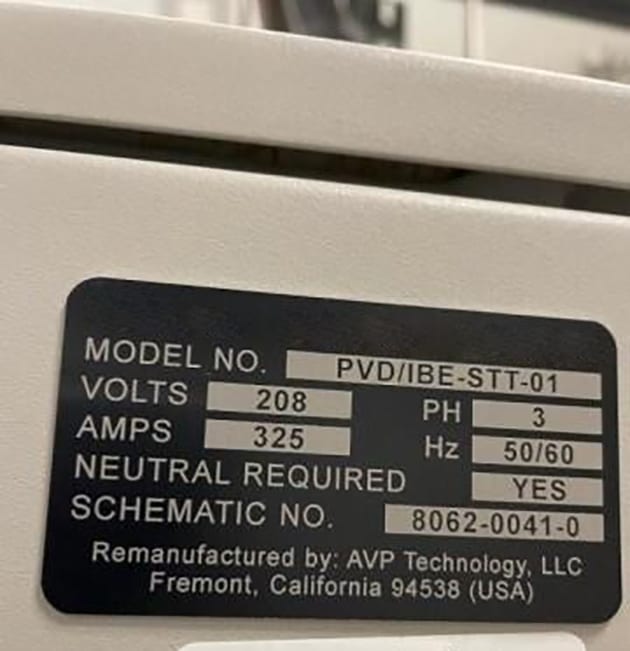 MODEL NO. PVD/IBE-STT-01
VOLTS 208 PH 3
AMPS 325 Hz 50/60
NEUTRAL REQUIRED YES
SCHEMATIC NO. 8062-0041-0
Remanufactured by: AVP Technology, LLC
Fremont, California 94538 (USA)